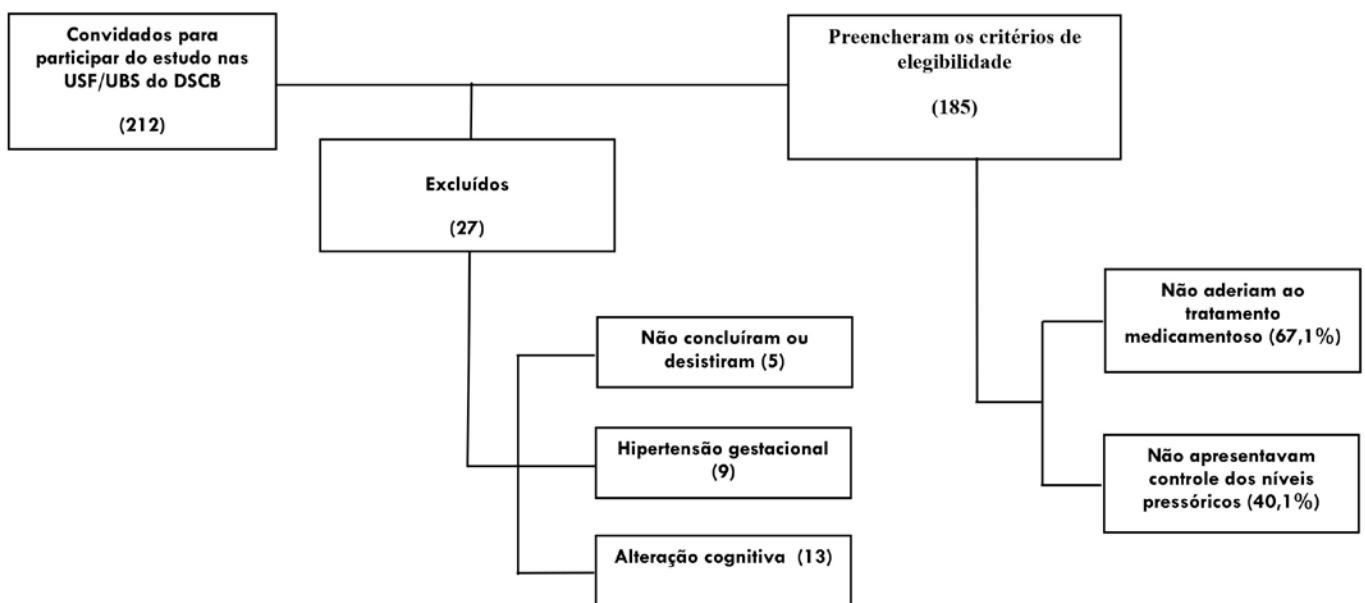 Convidados para
participar do estudo nas
USF/UBS do DSCB
(212)
Preencheram os critérios de
elegibilidade
(185)
Excluídos
(27)
Não concluíram ou
desistiram (5)
Hipertensão gestacional
(9)
Alteração cognitiva (13)
Não aderiam ao
tratamento
medicamentoso (67,1%)
Não apresentavam
controle dos níveis
pressóricos (40,1%)